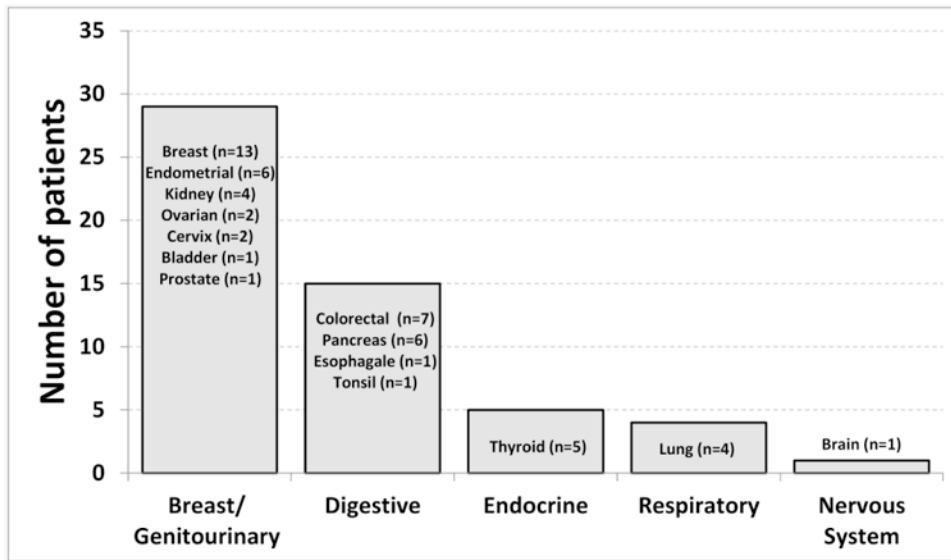 Number of patients
35
30
25
20
15
10
5
0
Breast (n=13)
Endometrial (n=6)
Kidney (n=4)
Ovarian (n=2)
Cervix (n=2)
Bladder (n=1)
Prostate (n=1)
Colorectal (n=7)
Pancreas (n=6)
Esophagale (n=1)
Tonsil (n=1)
Thyroid (n=5)
Lung (n=4)
Brain (n=1)
Breast/
Genitourinary
Digestive
Endocrine
Respiratory
Nervous
System